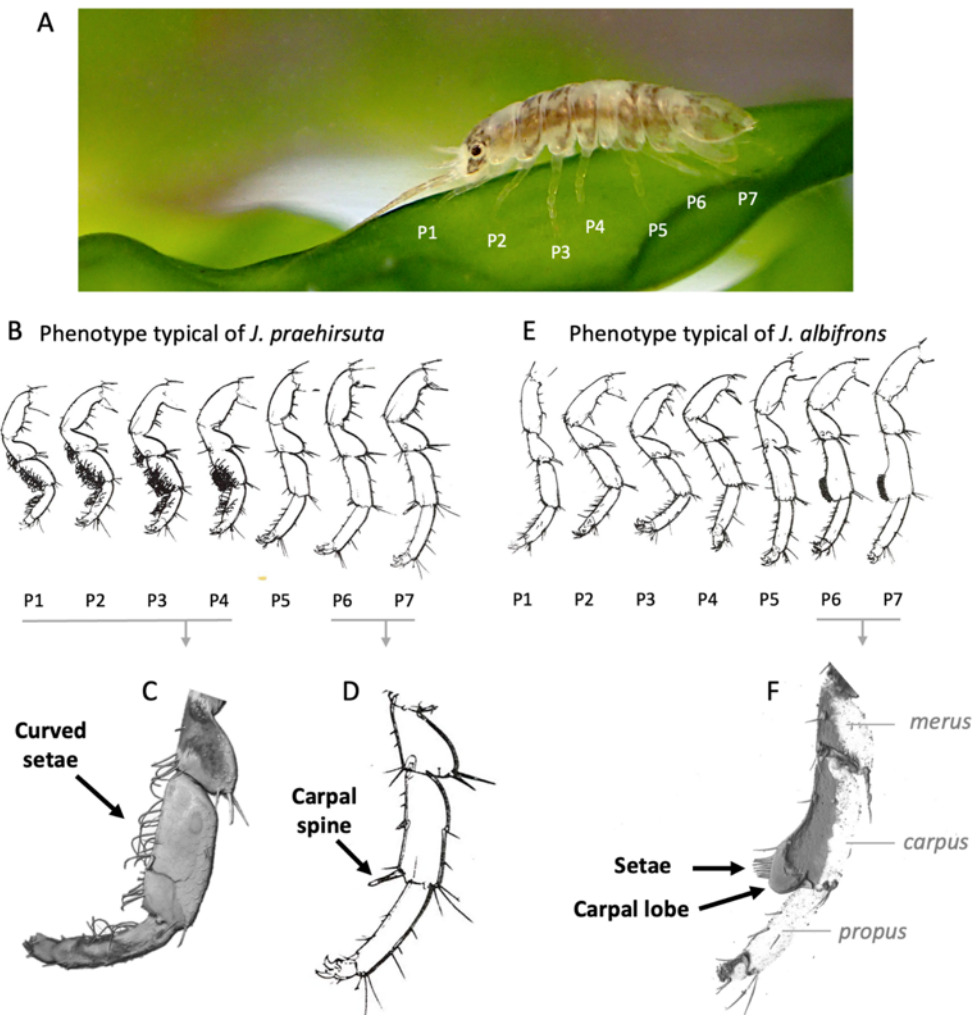 A
P1
P2
P3
P4
P5
P6
P7
B Phenotype typical of J. praehirsuta
E Phenotype typical of J. albifrons
P1 P2 P3 P4 P5 P6 P7
P1 P2 P3 P4 P5 P6 P7
C
Curved
setae
D
Carpal
spine
F
merus
carpus
Setae
Carpal lobe
propus